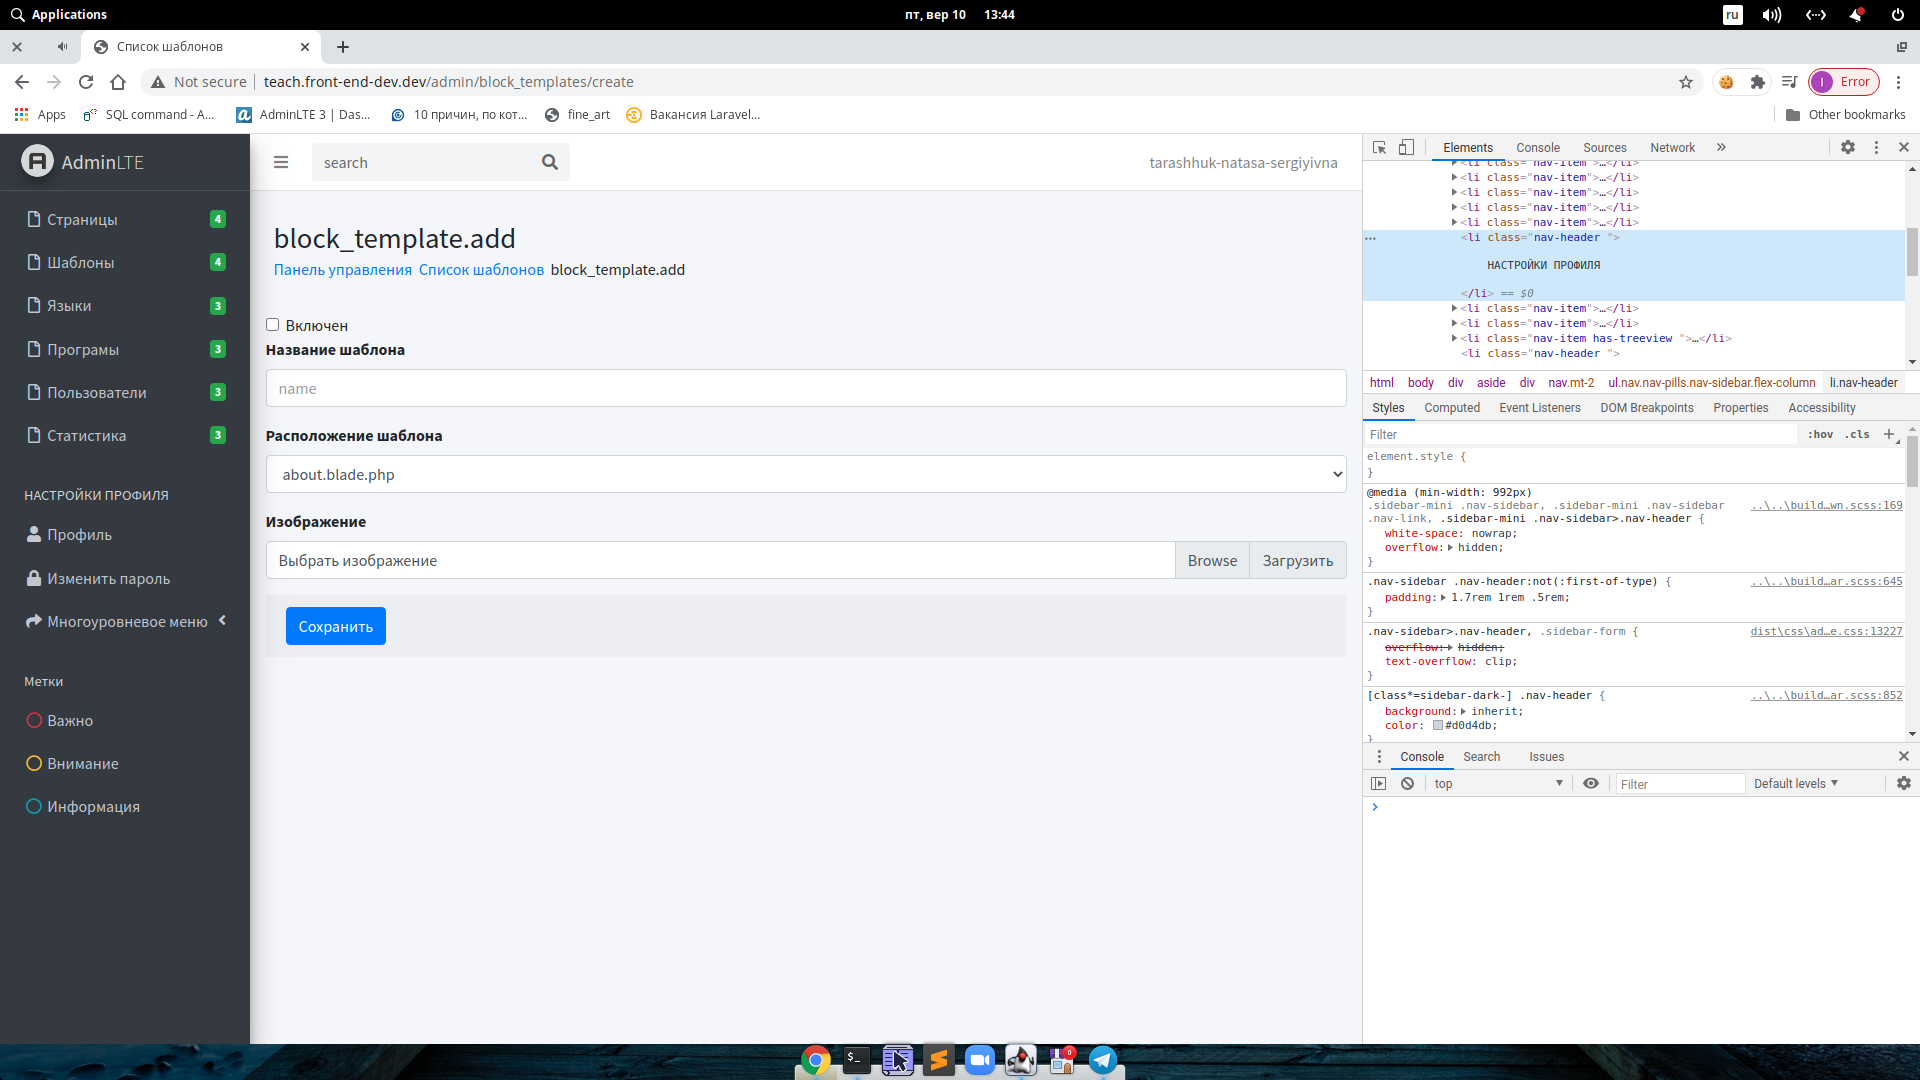 Applications
пт, вер 10 13:44
ru
Список шаблонов
Not secure
teach.front-end-dev.dev/admin/block_templates/create
I
Error
Apps
SQL command - A...
AdminLTE 3 | Das...
10 причин, по кот...
fine_art
Вакансия Laravel...
Other bookmarks
AdminLTE
search
tarashhuk-natasa-sergiyivna
Страницы 4
Шаблоны 4
Языки 3
Програмы 3
Пользователи 3
Статистика 3
НАСТРОЙКИ ПРОФИЛЯ
Профиль
Изменить пароль
Многоуровневое меню
Метки
Важно
Внимание
Информация
block_template.add
Панель управления Список шаблонов block_template.add
Включен
Название шаблона
name
Расположение шаблона
about.blade.php
Изображение
Выбрать изображение Browse Загрузить
Сохранить
Elements Console Sources Network »
<li class="nav-item">…</li>
<li class="nav-item">…</li>
<li class="nav-item">…</li>
<li class="nav-item">…</li>
<li class="nav-item">…</li>
<li class="nav-header ">
НАСТРОЙКИ ПРОФИЛЯ
</li> == $0
<li class="nav-item">…</li>
<li class="nav-item">…</li>
<li class="nav-item has-treeview ">…</li>
<li class="nav-header ">
html body div aside div nav.mt-2 ul.nav.nav-pills.nav-sidebar.flex-column li.nav-header
Styles Computed Event Listeners DOM Breakpoints Properties Accessibility
Filter :hov .cls +
element.style {
}
@media (min-width: 992px)
.sidebar-mini .nav-sidebar, .sidebar-mini .nav-sidebar ..\..\build…wn.scss:169
.nav-link, .sidebar-mini .nav-sidebar>.nav-header {
white-space: nowrap;
overflow: hidden;
}
.nav-sidebar .nav-header:not(:first-of-type) { ..\..\build…ar.scss:645
padding: 1.7rem 1rem .5rem;
}
.nav-sidebar>.nav-header, .sidebar-form { dist\css\ad…e.css:13227
overflow: hidden;
text-overflow: clip;
}
[class*=sidebar-dark-] .nav-header { ..\..\build…ar.scss:852
background: inherit;
color: #d0d4db;
}
Console Search Issues
top Filter Default levels
$_
0